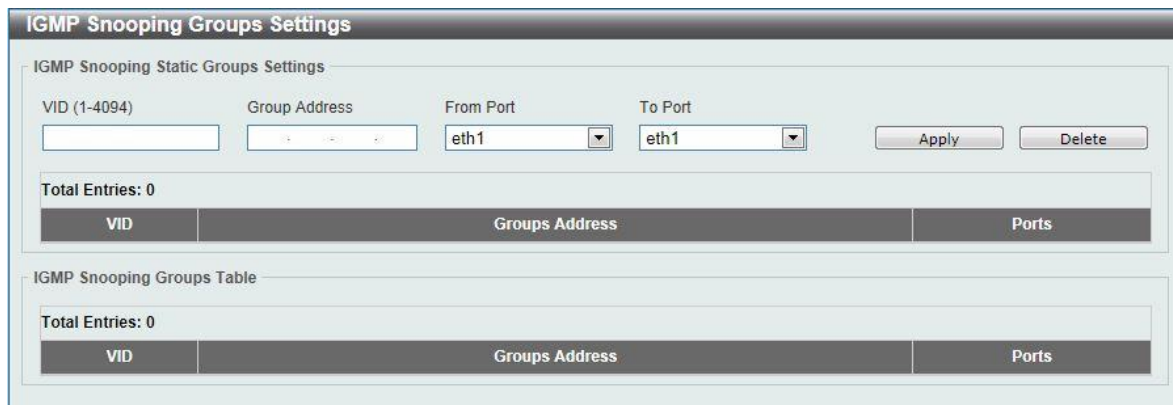 IGMP Snooping Groups Settings
IGMP Snooping Static Groups Settings
VID (1-4094) Group Address From Port To Port
. . . eth1 eth1 Apply Delete
Total Entries: 0
VID Groups Address Ports
IGMP Snooping Groups Table
Total Entries: 0
VID Groups Address Ports